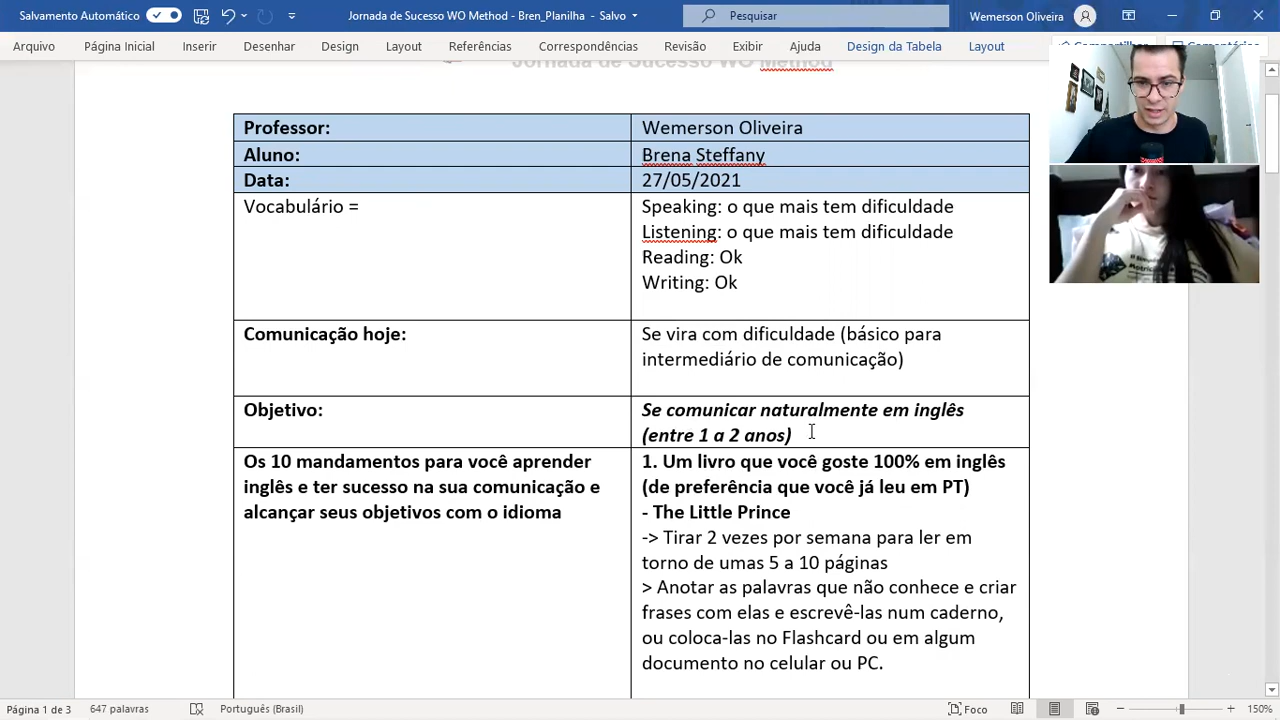 Salvamento Automático
Jornada de Sucesso WO Method - Bren_Planilha - Salvo
Pesquisar
Wemerson Oliveira
Arquivo
Página Inicial
Inserir
Desenhar
Design
Layout
Referências
Correspondências
Revisão
Exibir
Ajuda
Design da Tabela
Layout
Jornada de Sucesso WO Method
Professor:
Wemerson Oliveira
Aluno:
Brena Steffany
Data:
27/05/2021
Vocabulário =
Speaking: o que mais tem dificuldade
Listening: o que mais tem dificuldade
Reading: Ok
Writing: Ok
Comunicação hoje:
Se vira com dificuldade (básico para
intermediário de comunicação)
Objetivo:
Se comunicar naturalmente em inglês
(entre 1 a 2 anos)
Os 10 mandamentos para você aprender
inglês e ter sucesso na sua comunicação e
alcançar seus objetivos com o idioma
1. Um livro que você goste 100% em inglês
(de preferência que você já leu em PT)
- The Little Prince
-> Tirar 2 vezes por semana para ler em
torno de umas 5 a 10 páginas
> Anotar as palavras que não conhece e criar
frases com elas e escrevê-las num caderno,
ou coloca-las no Flashcard ou em algum
documento no celular ou PC.
Página 1 de 3
647 palavras
Português (Brasil)
Foco
150%